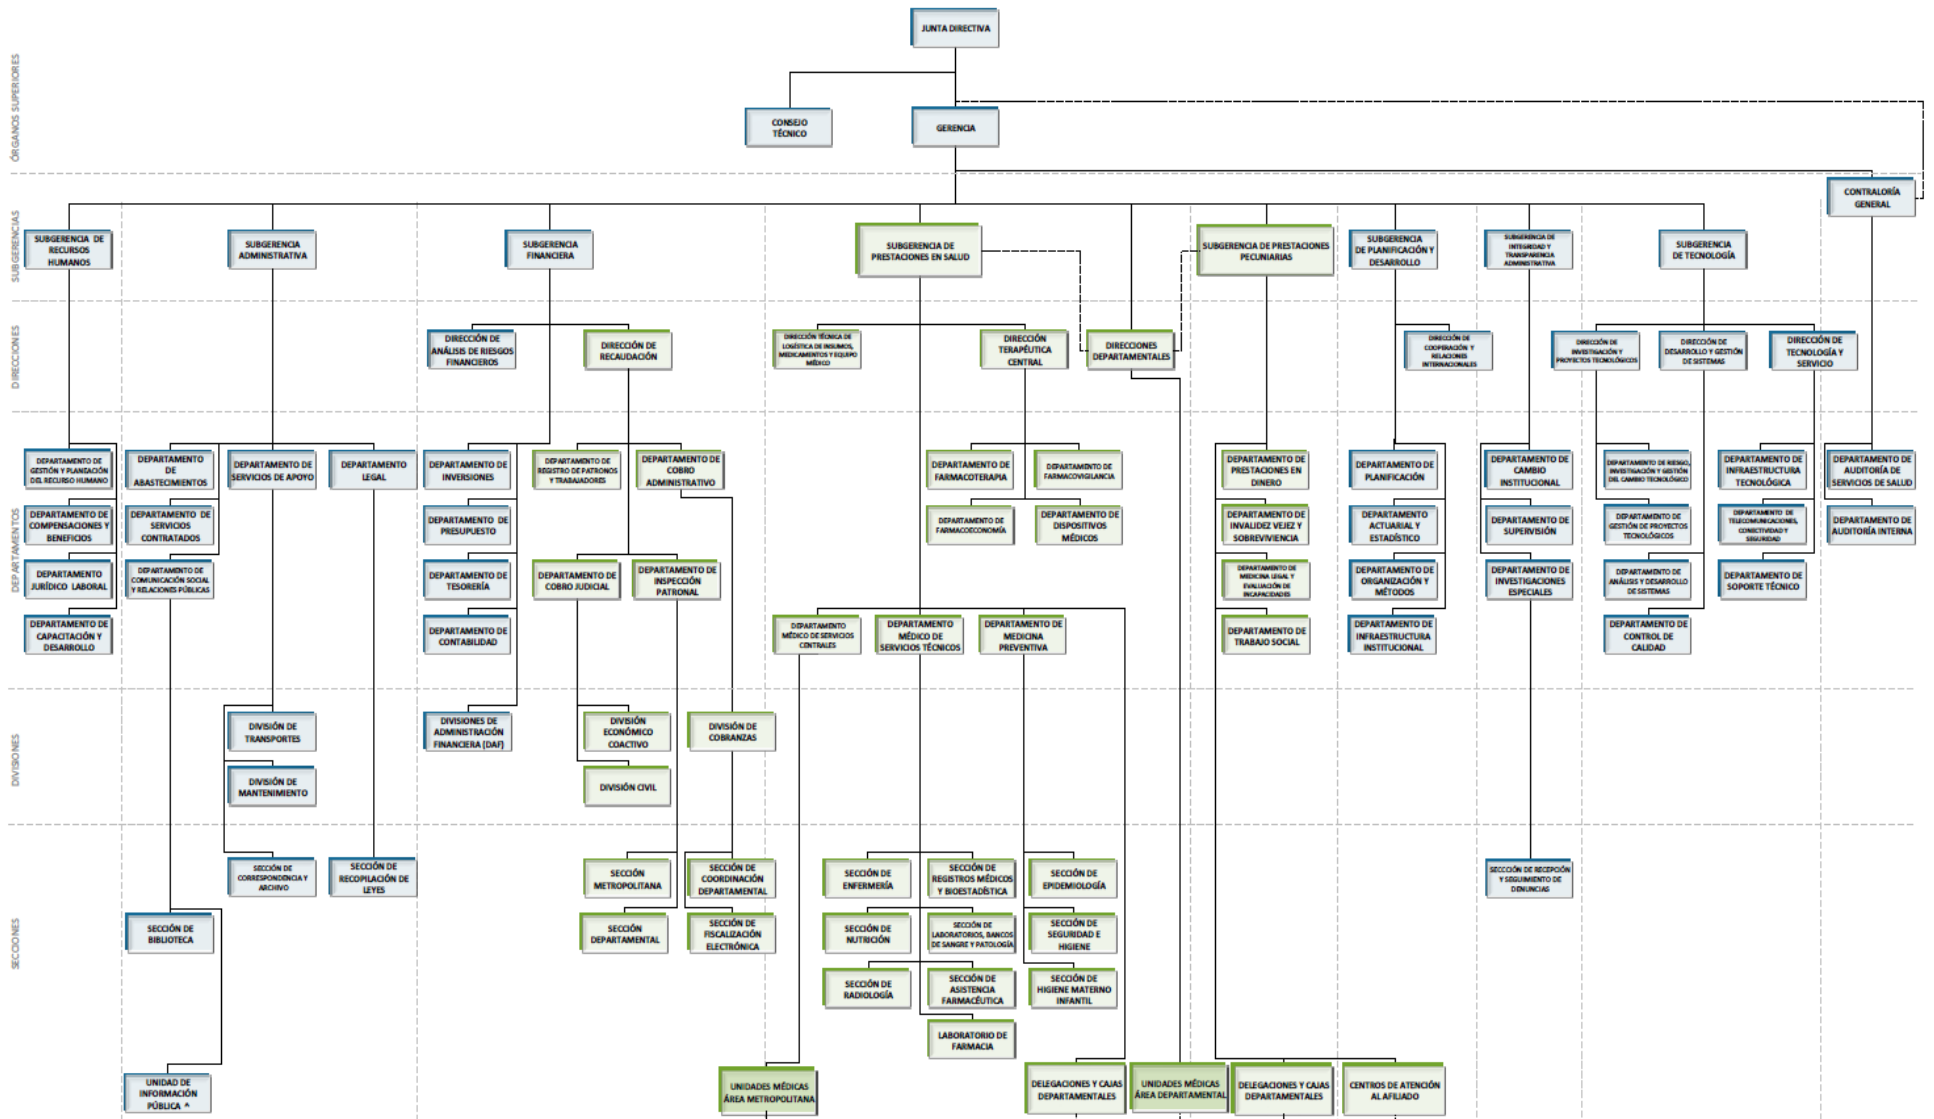 JUNTA DIRECTIVA
ÓRGANOS SUPERIORES
CONSEJO
TÉCNICO
GERENCIA
CONTRALORÍA
GENERAL
SUBGERENCIAS
SUBGERENCIA DE
RECURSOS
HUMANOS
SUBGERENCIA
ADMINISTRATIVA
SUBGERENCIA
FINANCIERA
SUBGERENCIA DE
PRESTACIONES EN SALUD
SUBGERENCIA DE PRESTACIONES
PECUNIARIAS
SUBGERENCIA
DE PLANIFICACIÓN Y
DESARROLLO
SUBGERENCIA DE
INTEGRIDAD Y
TRANSPARENCIA
ADMINISTRATIVA
SUBGERENCIA
DE TECNOLOGÍA
DIRECCIONES
DIRECCIÓN DE
ANÁLISIS DE RIESGOS
FINANCIEROS
DIRECCIÓN DE
RECAUDACIÓN
DIRECCIÓN TÉCNICA DE
LOGÍSTICA DE INSUMOS,
MEDICAMENTOS Y EQUIPO
MÉDICO
DIRECCIÓN
TERAPÉUTICA
CENTRAL
DIRECCIONES
DEPARTAMENTALES
DIRECCIÓN DE
COOPERACIÓN Y
RELACIONES
INTERNACIONALES
DIRECCIÓN DE
INVESTIGACIÓN Y
PROYECTOS TECNOLÓGICOS
DIRECCIÓN DE
DESARROLLO Y GESTIÓN
DE SISTEMAS
DIRECCIÓN DE
TECNOLOGÍA Y
SERVICIO
DEPARTAMENTOS
DEPARTAMENTO DE
GESTIÓN Y PLANEACIÓN
DEL RECURSO HUMANO
DEPARTAMENTO
DE
ABASTECIMIENTOS
DEPARTAMENTO DE
SERVICIOS DE APOYO
DEPARTAMENTO
LEGAL
DEPARTAMENTO DE
INVERSIONES
DEPARTAMENTO DE
REGISTRO DE PATRONOS
Y TRABAJADORES
DEPARTAMENTO DE
COBRO
ADMINISTRATIVO
DEPARTAMENTO DE
FARMACOTERAPIA
DEPARTAMENTO DE
FARMACOVIGILANCIA
DEPARTAMENTO DE
PRESTACIONES EN
DINERO
DEPARTAMENTO DE
PLANIFICACIÓN
DEPARTAMENTO DE
CAMBIO
INSTITUCIONAL
DEPARTAMENTO DE RIESGO,
INVESTIGACIÓN Y GESTIÓN
DEL CAMBIO TECNOLÓGICO
DEPARTAMENTO DE
INFRAESTRUCTURA
TECNOLÓGICA
DEPARTAMENTO DE
AUDITORÍA DE
SERVICIOS DE SALUD
DEPARTAMENTO DE
COMPENSACIONES Y
BENEFICIOS
DEPARTAMENTO DE
SERVICIOS
CONTRATADOS
DEPARTAMENTO DE
PRESUPUESTO
DEPARTAMENTO DE
FARMACOECONOMÍA
DEPARTAMENTO DE
DISPOSITIVOS
MÉDICOS
DEPARTAMENTO DE
INVALIDEZ VEJEZ Y
SOBREVIVENCIA
DEPARTAMENTO
ACTUARIAL Y
ESTADÍSTICO
DEPARTAMENTO DE
SUPERVISIÓN
DEPARTAMENTO DE
GESTIÓN DE PROYECTOS
TECNOLÓGICOS
DEPARTAMENTO DE
TELECOMUNICACIONES,
CONECTIVIDAD Y
SEGURIDAD
DEPARTAMENTO DE
AUDITORÍA INTERNA
DEPARTAMENTO
JURÍDICO LABORAL
DEPARTAMENTO DE
COMUNICACIÓN SOCIAL
Y RELACIONES PÚBLICAS
DEPARTAMENTO DE
TESORERÍA
DEPARTAMENTO DE
COBRO JUDICIAL
DEPARTAMENTO DE
INSPECCIÓN
PATRONAL
DEPARTAMENTO DE
MEDICINA LEGAL Y
EVALUACIÓN DE
INCAPACIDADES
DEPARTAMENTO DE
ORGANIZACIÓN Y
MÉTODOS
DEPARTAMENTO DE
INVESTIGACIONES
ESPECIALES
DEPARTAMENTO DE
ANÁLISIS Y DESARROLLO
DE SISTEMAS
DEPARTAMENTO DE
SOPORTE TÉCNICO
DEPARTAMENTO DE
CAPACITACIÓN Y
DESARROLLO
DEPARTAMENTO DE
CONTABILIDAD
DEPARTAMENTO
MÉDICO DE SERVICIOS
CENTRALES
DEPARTAMENTO
MÉDICO DE
SERVICIOS TÉCNICOS
DEPARTAMENTO DE
MEDICINA
PREVENTIVA
DEPARTAMENTO DE
TRABAJO SOCIAL
DEPARTAMENTO DE
INFRAESTRUCTURA
INSTITUCIONAL
DEPARTAMENTO DE
CONTROL DE
CALIDAD
DIVISIONES
DIVISIÓN DE
TRANSPORTES
DIVISIONES DE
ADMINISTRACIÓN
FINANCIERA (DAF)
DIVISIÓN
ECONÓMICO
COACTIVO
DIVISIÓN DE
COBRANZAS
DIVISIÓN DE
MANTENIMIENTO
DIVISIÓN CIVIL
SECCIONES
SECCIÓN DE
CORRESPONDENCIA Y
ARCHIVO
SECCIÓN DE
RECOPILACIÓN DE
LEYES
SECCIÓN
METROPOLITANA
SECCIÓN DE
COORDINACIÓN
DEPARTAMENTAL
SECCIÓN DE
ENFERMERÍA
SECCIÓN DE
REGISTROS MÉDICOS
Y BIOESTADÍSTICA
SECCIÓN DE
EPIDEMIOLOGÍA
SECCCIÓN DE RECEPCIÓN
Y SEGUIMIENTO DE
DENUNCIAS
SECCIÓN DE
BIBLIOTECA
SECCIÓN
DEPARTAMENTAL
SECCIÓN DE
FISCALIZACIÓN
ELECTRÓNICA
SECCIÓN DE
NUTRICIÓN
SECCIÓN DE
LABORATORIOS, BANCOS
DE SANGRE Y PATOLOGÍA
SECCIÓN DE
SEGURIDAD E
HIGIENE
SECCIÓN DE
RADIOLOGÍA
SECCIÓN DE
ASISTENCIA
FARMACÉUTICA
SECCIÓN DE
HIGIENE MATERNO
INFANTIL
LABORATORIO DE
FARMACIA
UNIDAD DE
INFORMACIÓN
PÚBLICA ^
UNIDADES MÉDICAS
ÁREA METROPOLITANA
DELEGACIONES Y CAJAS
DEPARTAMENTALES
UNIDADES MÉDICAS
ÁREA DEPARTAMENTAL
DELEGACIONES Y CAJAS
DEPARTAMENTALES
CENTROS DE ATENCIÓN
AL AFILIADO